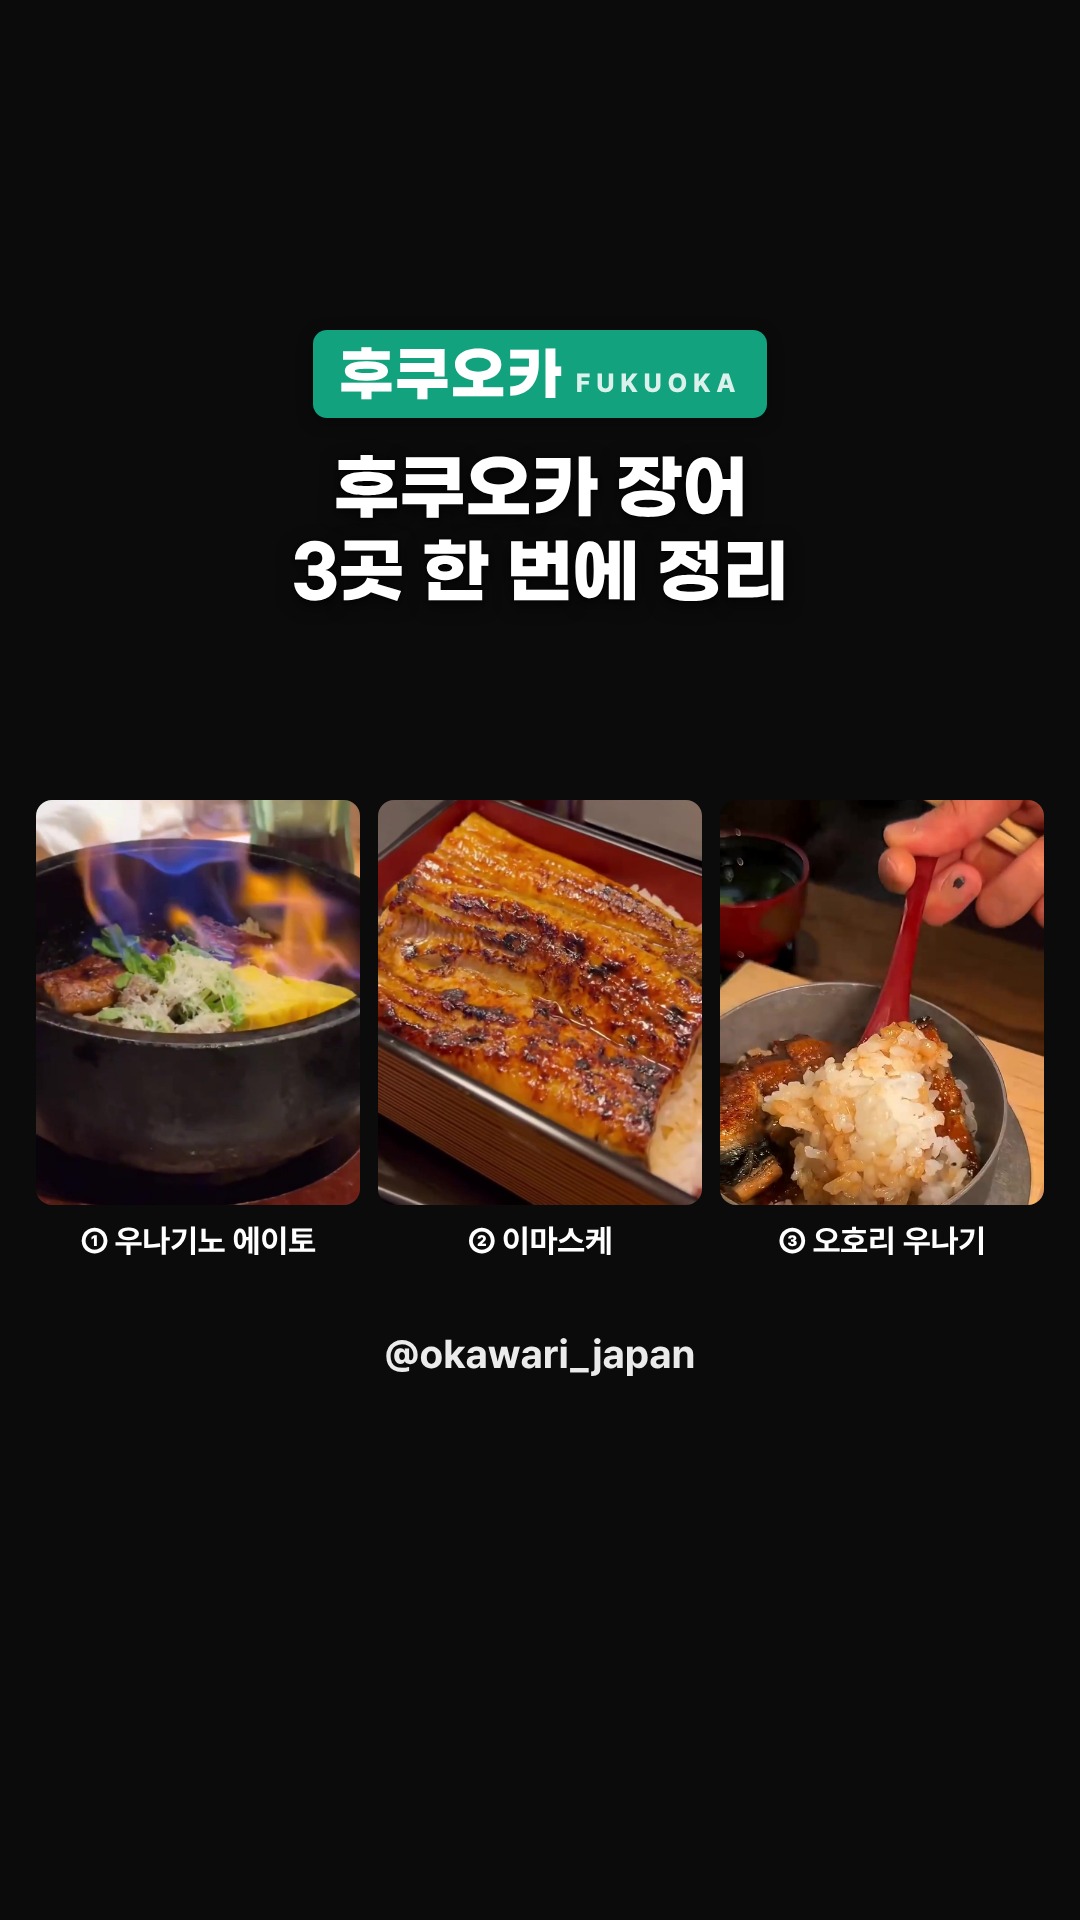 후쿠오카 FUKUOKA
후쿠오카 장어
3곳 한 번에 정리
① 우나기노 에이토
② 이마스케
③ 오호리 우나기
@okawari_japan